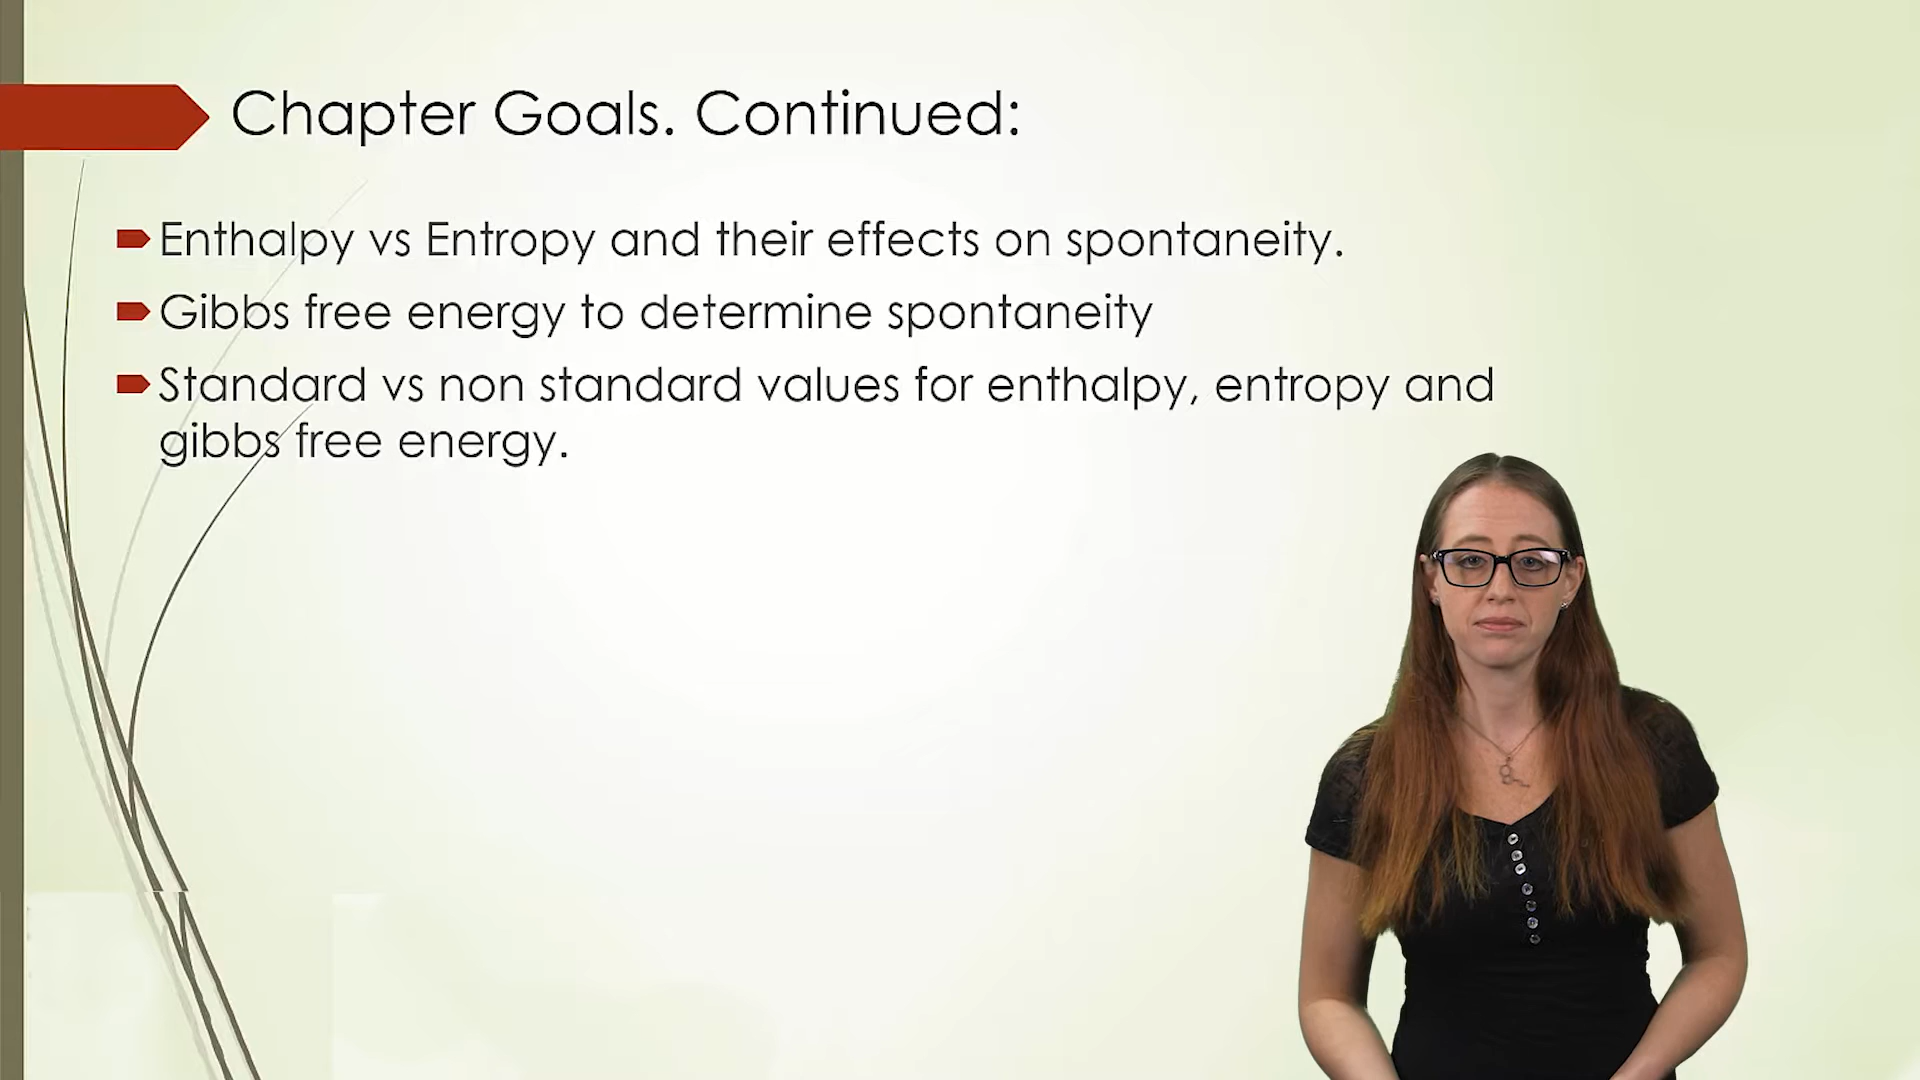 Chapter Goals. Continued:
Enthalpy vs Entropy and their effects on spontaneity.
Gibbs free energy to determine spontaneity
Standard vs non standard values for enthalpy, entropy and
gibbs free energy.